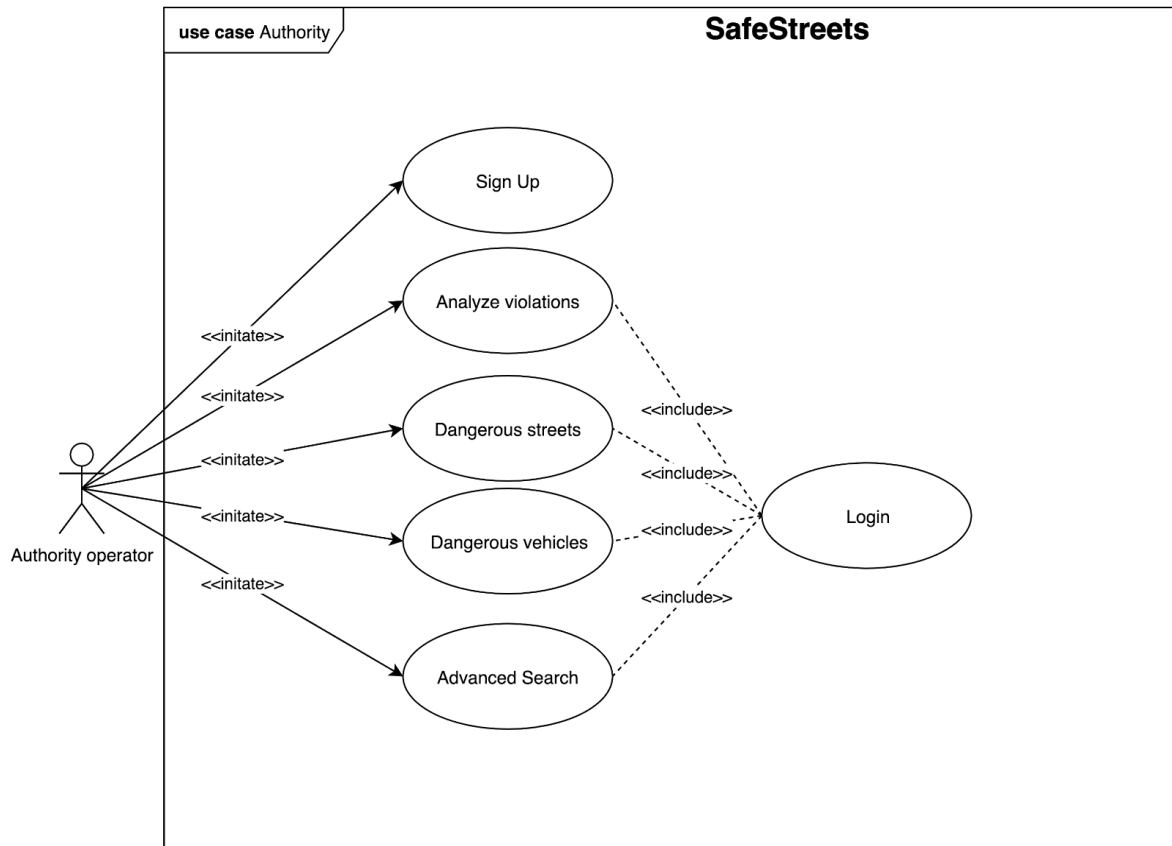 use case Authority
SafeStreets
Sign Up
Analyze violations
<<initate>>
<<initate>>
<<include>>
Dangerous streets
<<initate>>
<<include>>
<<initate>>
Login
<<include>>
Dangerous vehicles
Authority operator
<<initate>>
<<include>>
Advanced Search